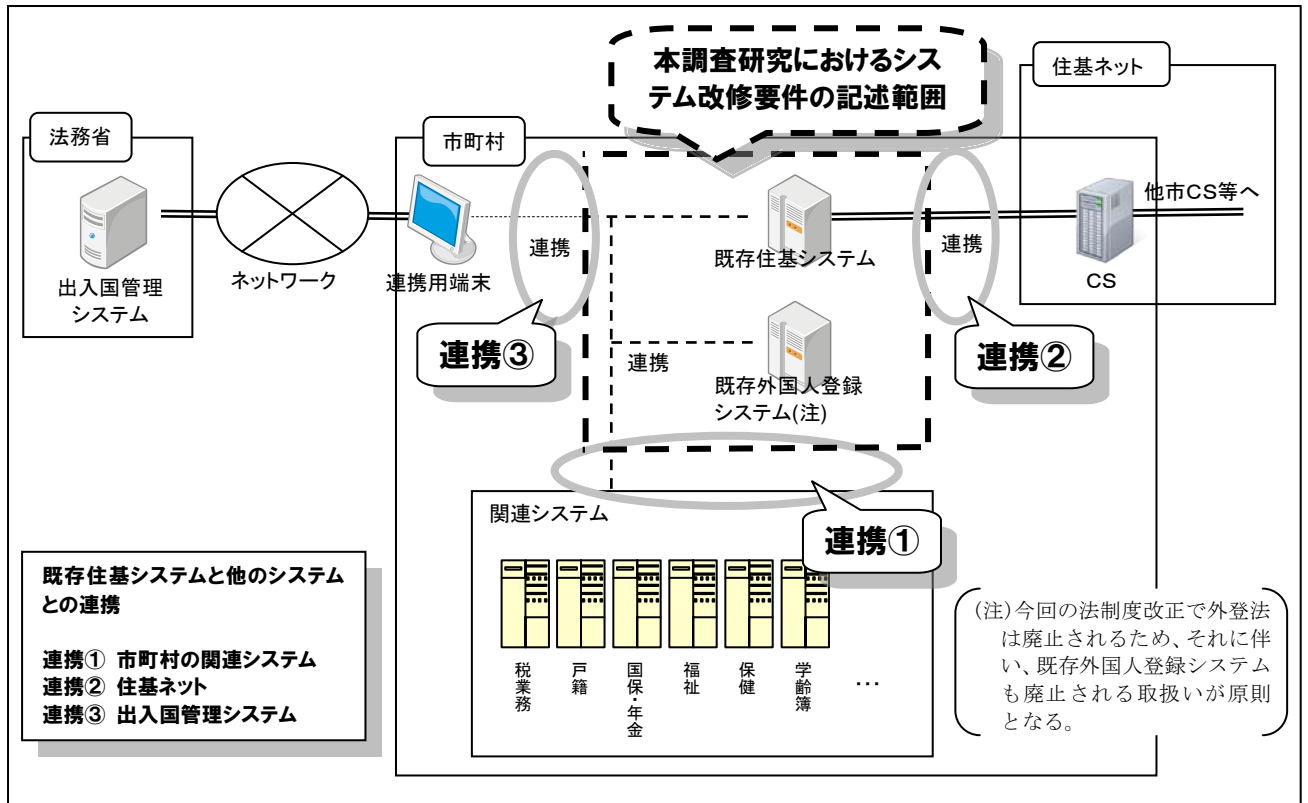 本調査研究におけるシス
テム改修要件の記述範囲
住基ネット
法務省
市町村
他市CS等へ
連携
連携
既存住基システム
ネットワーク
連携用端末
CS
出入国管理
システム
連携③
連携②
連携
既存外国人登録
システム(注)
関連システム
連携①
既存住基システムと他のシステム
との連携
連携① 市町村の関連システム
連携② 住基ネット
連携③ 出入国管理システム
税業務
戸籍
国保・年金
福祉
保健
学齢簿
…
(注)今回の法制度改正で外登法
は廃止されるため、それに伴
い、既存外国人登録システム
も廃止される取扱いが原則
となる。